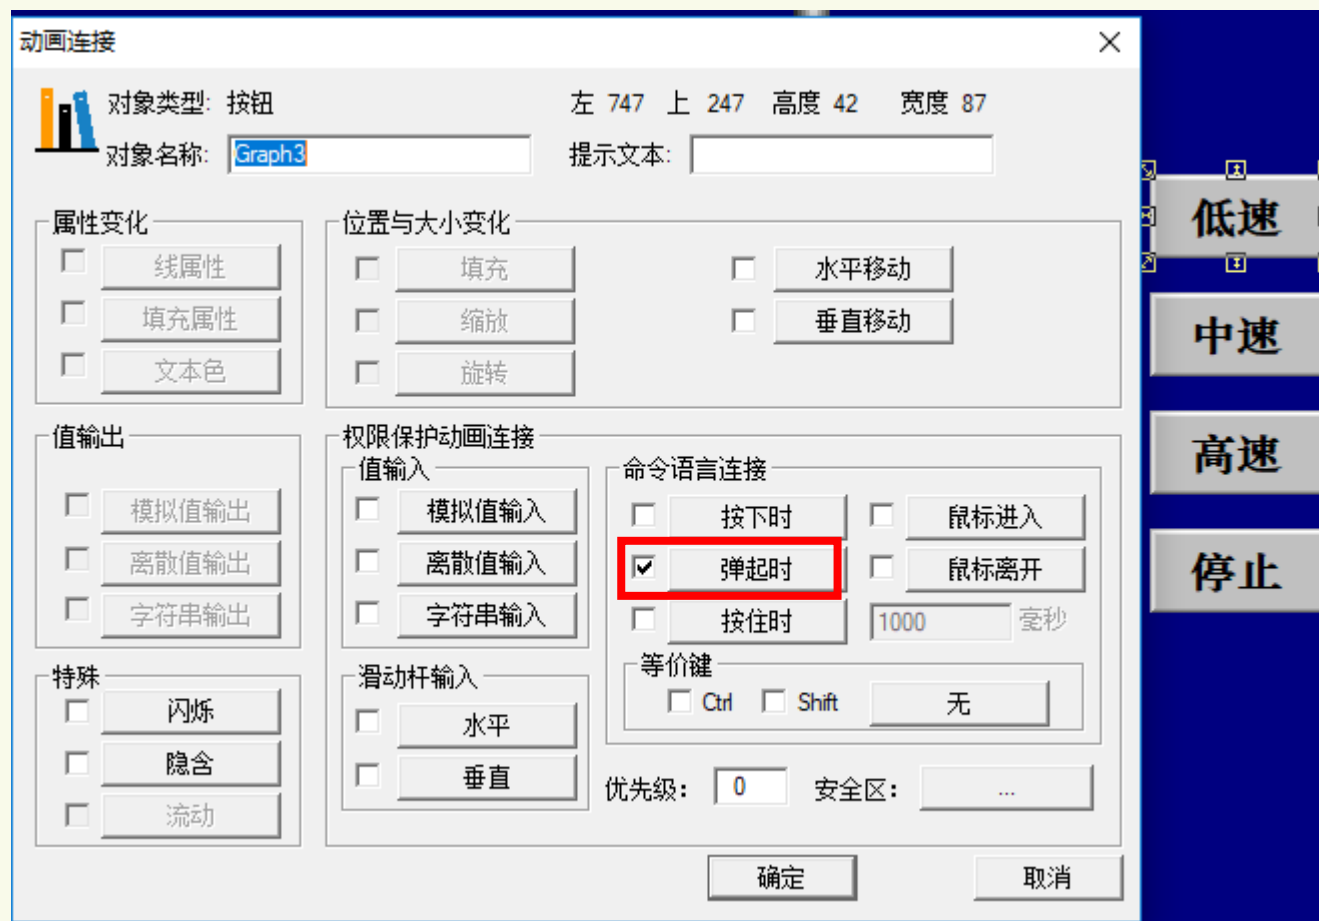 动画连接
对象类型: 按钮 左 747 上 247 高度 42 宽度 87
对象名称: Graph3 提示文本:
属性变化
线属性
填充属性
文本色
位置与大小变化
填充 水平移动
缩放 垂直移动
旋转
值输出
模拟值输出
离散值输出
字符串输出
权限保护动画连接
值输入
模拟值输入
离散值输入
字符串输入
命令语言连接
按下时 鼠标进入
弹起时 鼠标离开
按住时 1000 毫秒
等价键
Ctrl Shift 无
特殊
闪烁
隐含
流动
滑动杆输入
水平
垂直
优先级: 0 安全区: ...
确定 取消
低速
中速
高速
停止